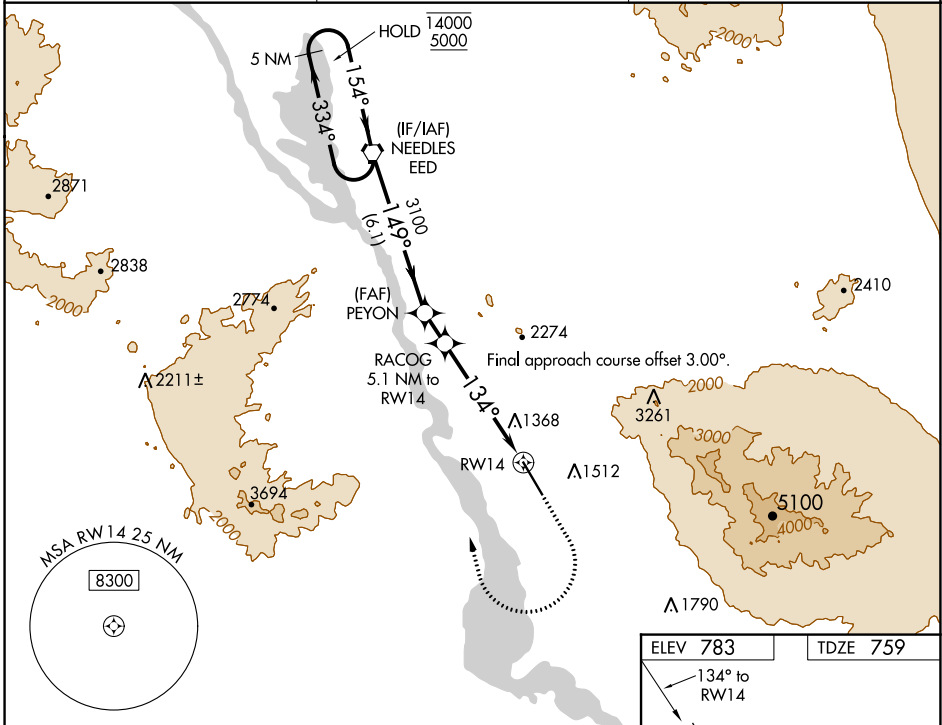 2000
HOLD 14000
5000
5 NM
154°
334°
(IF/IAF)
NEEDLES
EED
2871
3100
149°
(6.1)
2838
2000
2774
2410
(FAF)
PEYON
2274
RACOG
5.1 NM to
RW14
Final approach course offset 3.00°.
2211±
134°
2000
3261
1368
3000
RW14
1512
3694
2000
5100
4000
MSA RW14 25 NM
8300
1790
ELEV 783
TDZE 759
134° to
RW14